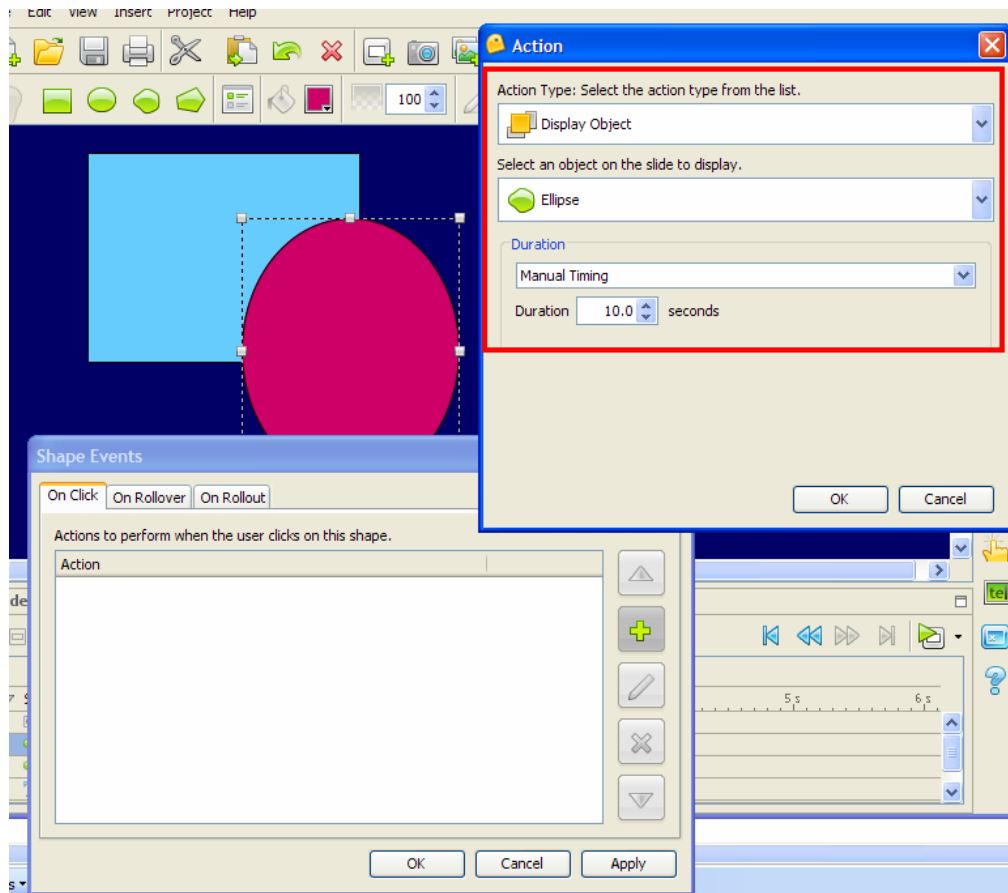 Edit View Insert Project Help
100
Action
Action Type: Select the action type from the list.
Display Object
Select an object on the slide to display.
Ellipse
Duration
Manual Timing
Duration 10.0 seconds
OK Cancel
Shape Events
On Click On Rollover On Rollout
Actions to perform when the user clicks on this shape.
Action
5s 6s
OK Cancel Apply